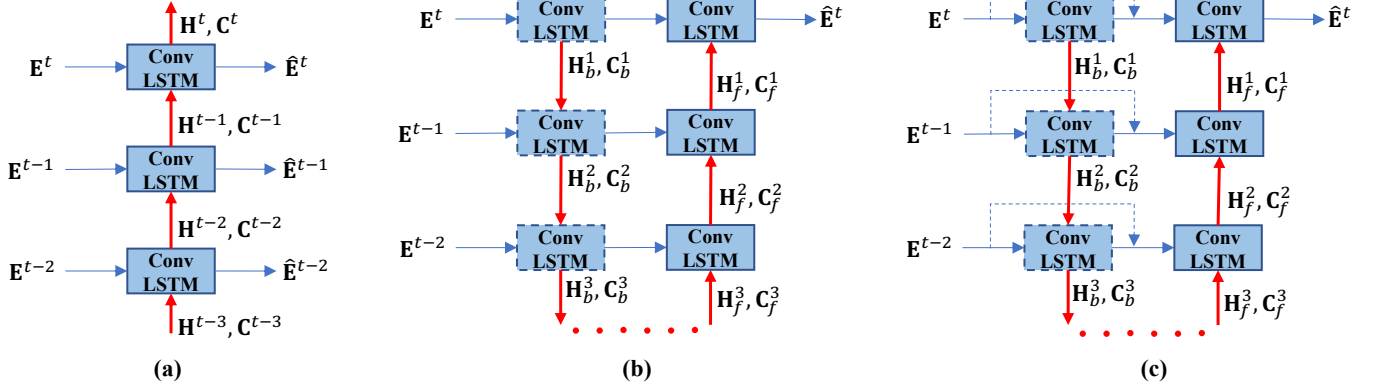 H^t, C^t
E^t
Conv
LSTM
Ê^t
H^{t-1}, C^{t-1}
E^{t-1}
Conv
LSTM
Ê^{t-1}
H^{t-2}, C^{t-2}
E^{t-2}
Conv
LSTM
Ê^{t-2}
H^{t-3}, C^{t-3}
(a)
E^t
Conv
LSTM
Conv
LSTM
Ê^t
H_b^1, C_b^1
H_f^1, C_f^1
E^{t-1}
Conv
LSTM
Conv
LSTM
H_b^2, C_b^2
H_f^2, C_f^2
E^{t-2}
Conv
LSTM
Conv
LSTM
H_b^3, C_b^3
H_f^3, C_f^3
(b)
E^t
Conv
LSTM
Conv
LSTM
Ê^t
H_b^1, C_b^1
H_f^1, C_f^1
E^{t-1}
Conv
LSTM
Conv
LSTM
H_b^2, C_b^2
H_f^2, C_f^2
E^{t-2}
Conv
LSTM
Conv
LSTM
H_b^3, C_b^3
H_f^3, C_f^3
(c)